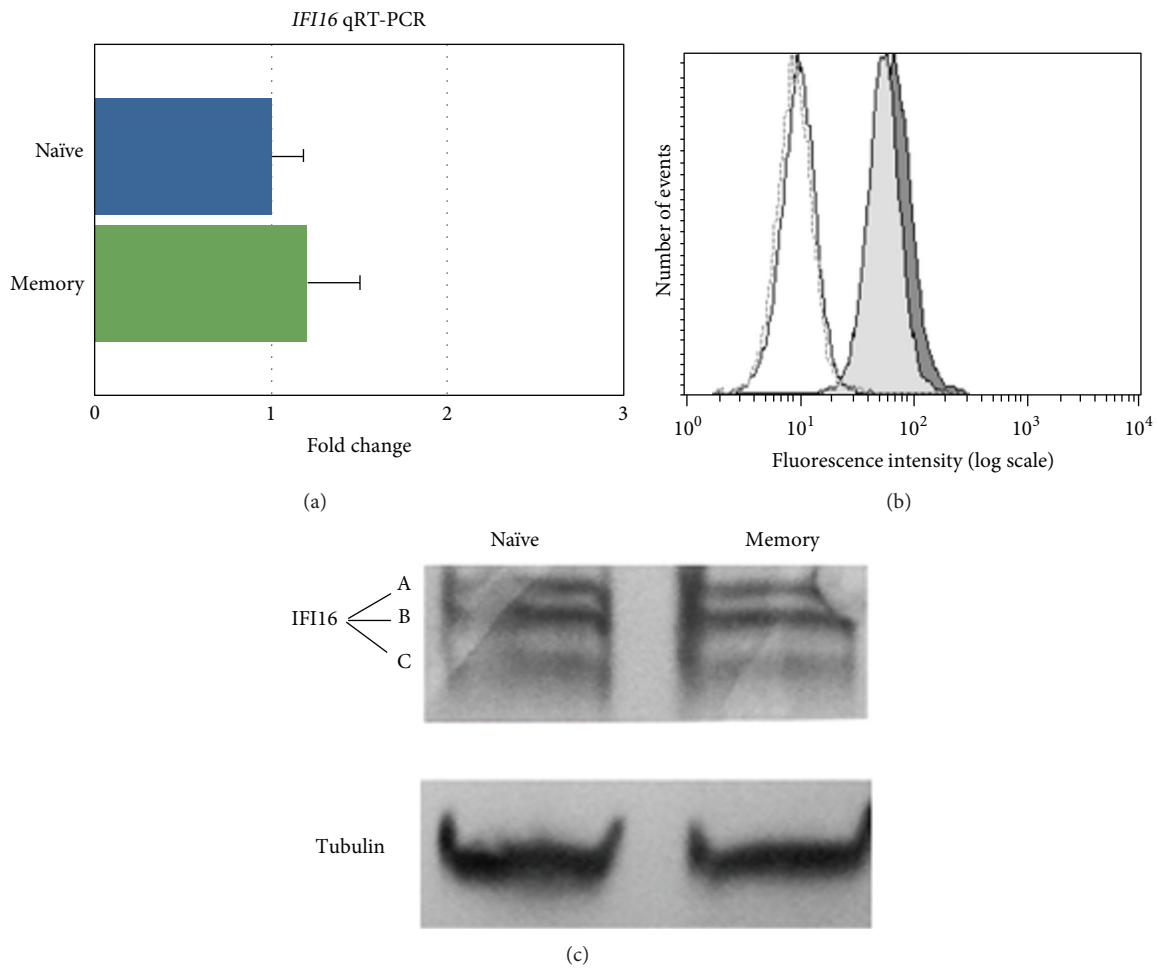 IFI16 qRT-PCR
Naïve
Memory
0 1 2 3
Fold change
(a)
Number of events
10⁰ 10¹ 10² 10³ 10⁴
Fluorescence intensity (log scale)
(b)
Naïve Memory
IFI16
A
B
C
Tubulin
(c)